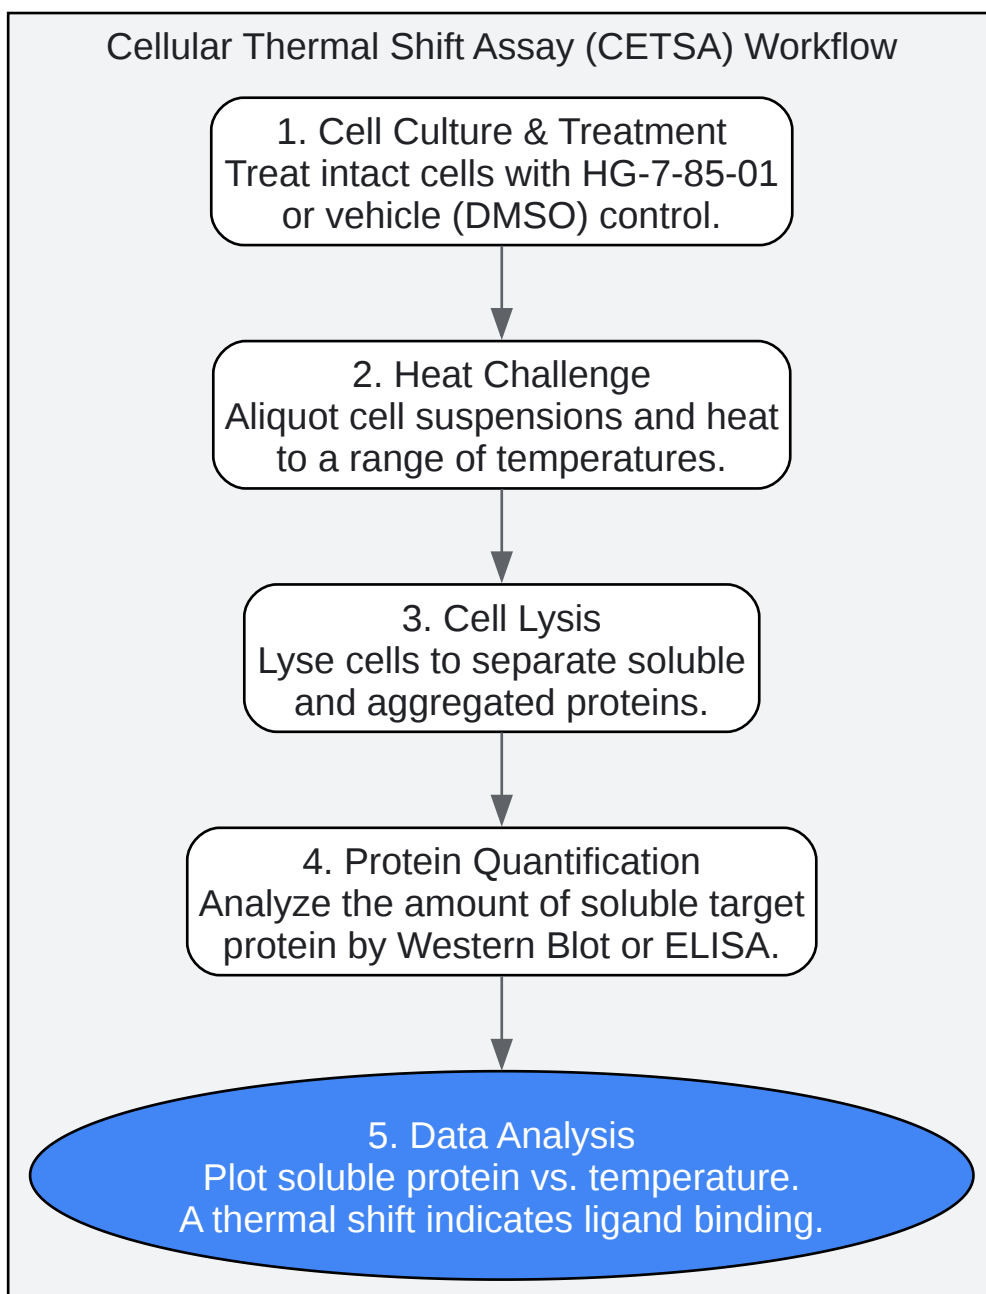 Cellular Thermal Shift Assay (CETSA) Workflow
1. Cell Culture & Treatment
Treat intact cells with HG-7-85-01
or vehicle (DMSO) control.
2. Heat Challenge
Aliquot cell suspensions and heat
to a range of temperatures.
3. Cell Lysis
Lyse cells to separate soluble
and aggregated proteins.
4. Protein Quantification
Analyze the amount of soluble target
protein by Western Blot or ELISA.
5. Data Analysis
Plot soluble protein vs. temperature.
A thermal shift indicates ligand binding.